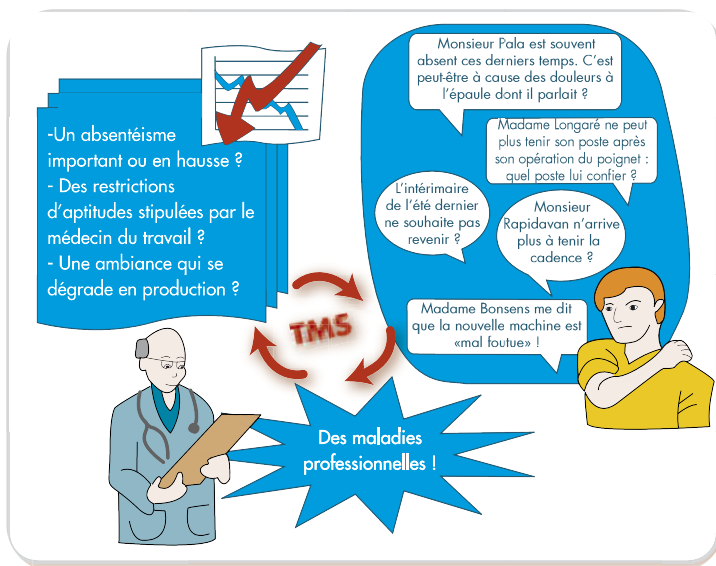 -Un absentéisme
important ou en hausse ?
- Des restrictions
d'aptitudes stipulées par le
médecin du travail ?
- Une ambiance qui se
dégrade en production ?
Monsieur Pala est souvent
absent ces derniers temps. C'est
peut-être à cause des douleurs à
l'épaule dont il parlait ?
Madame Longaré ne peut
plus tenir son poste après
son opération du poignet :
quel poste lui confier ?
L'intérimaire
de l'été dernier
ne souhaite pas
revenir ?
Monsieur
Rapidavan n'arrive
plus à tenir la
cadence ?
Madame Bonsens me dit
que la nouvelle machine est
«mal foutue» !
TMS
Des maladies
professionnelles !